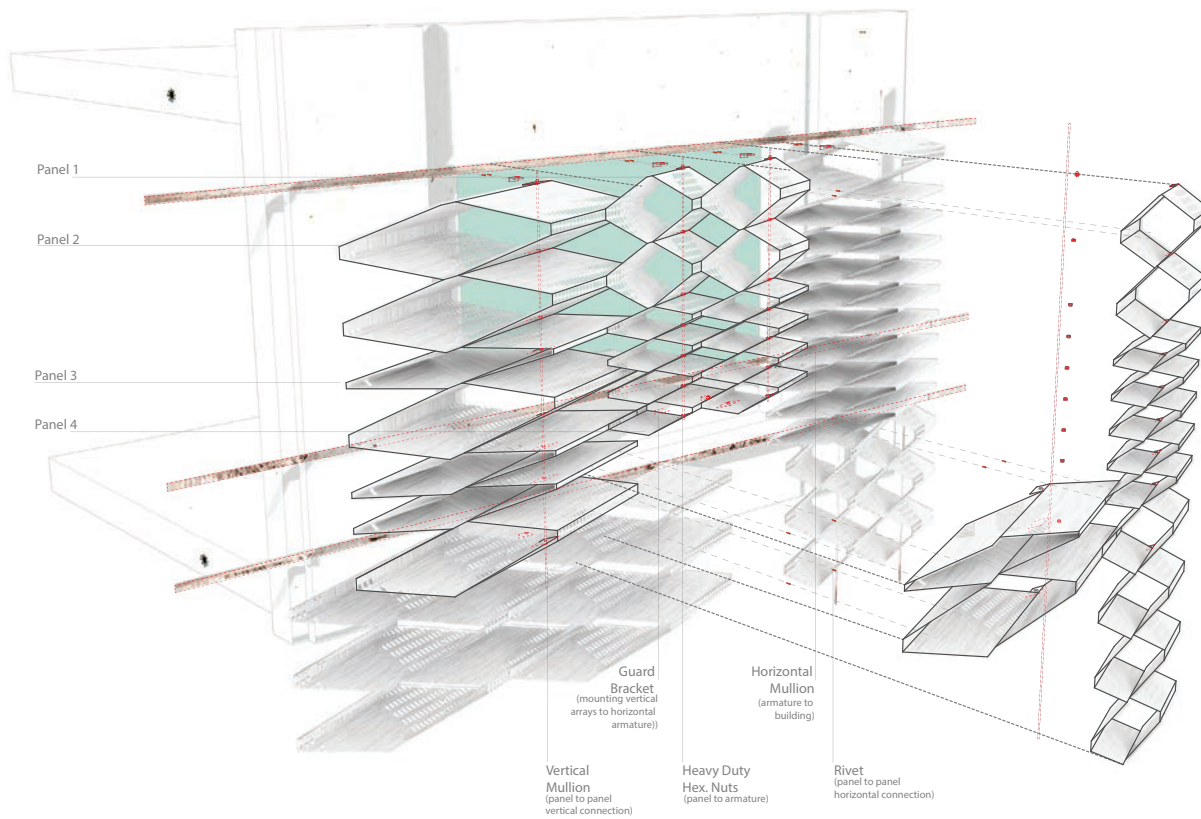 Panel 1
Panel 2
Panel 3
Panel 4
Guard
Bracket
(mounting vertical
arrays to horizontal
armature))
Horizontal
Mullion
(armature to
building)
Vertical
Mullion
(panel to panel
vertical connection)
Heavy Duty
Hex. Nuts
(panel to armature)
Rivet
(panel to panel
horizontal connection)